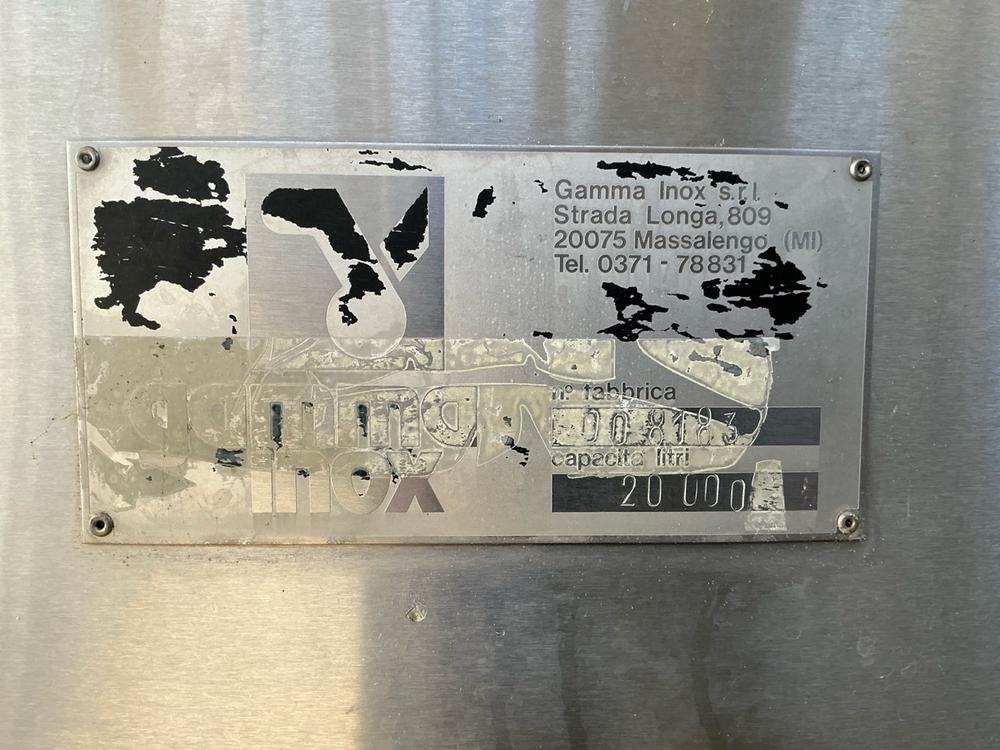 Gamma Inox s.r.l.
Strada Longa, 809
20075 Massalengo (MI)
Tel. 0371 - 78831
gamma
inox
n° fabbrica
capacità litri
20 000